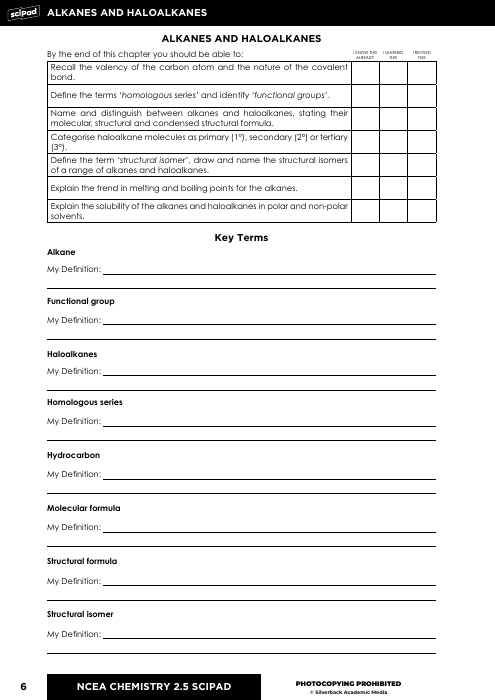 scipad
ALKANES AND HALOALKANES
ALKANES AND HALOALKANES
By the end of this chapter you should be able to:
I KNOW THIS
ALREADY
I LEARNED
THIS
I REVISED
THIS
Recall the valency of the carbon atom and the nature of the covalent
bond.
Define the terms ‘homologous series’ and identify ‘functional groups’.
Name and distinguish between alkanes and haloalkanes, stating their
molecular, structural and condensed structural formula.
Categorise haloalkane molecules as primary (1°), secondary (2°) or tertiary
(3°).
Define the term ‘structural isomer’, draw and name the structural isomers
of a range of alkanes and haloalkanes.
Explain the trend in melting and boiling points for the alkanes.
Explain the solubility of the alkanes and haloalkanes in polar and non-polar
solvents.
Key Terms
Alkane
My Definition:
Functional group
My Definition:
Haloalkanes
My Definition:
Homologous series
My Definition:
Hydrocarbon
My Definition:
Molecular formula
My Definition:
Structural formula
My Definition:
Structural isomer
My Definition:
6
NCEA CHEMISTRY 2.5 SCIPAD
PHOTOCOPYING PROHIBITED
© Silverback Academic Media